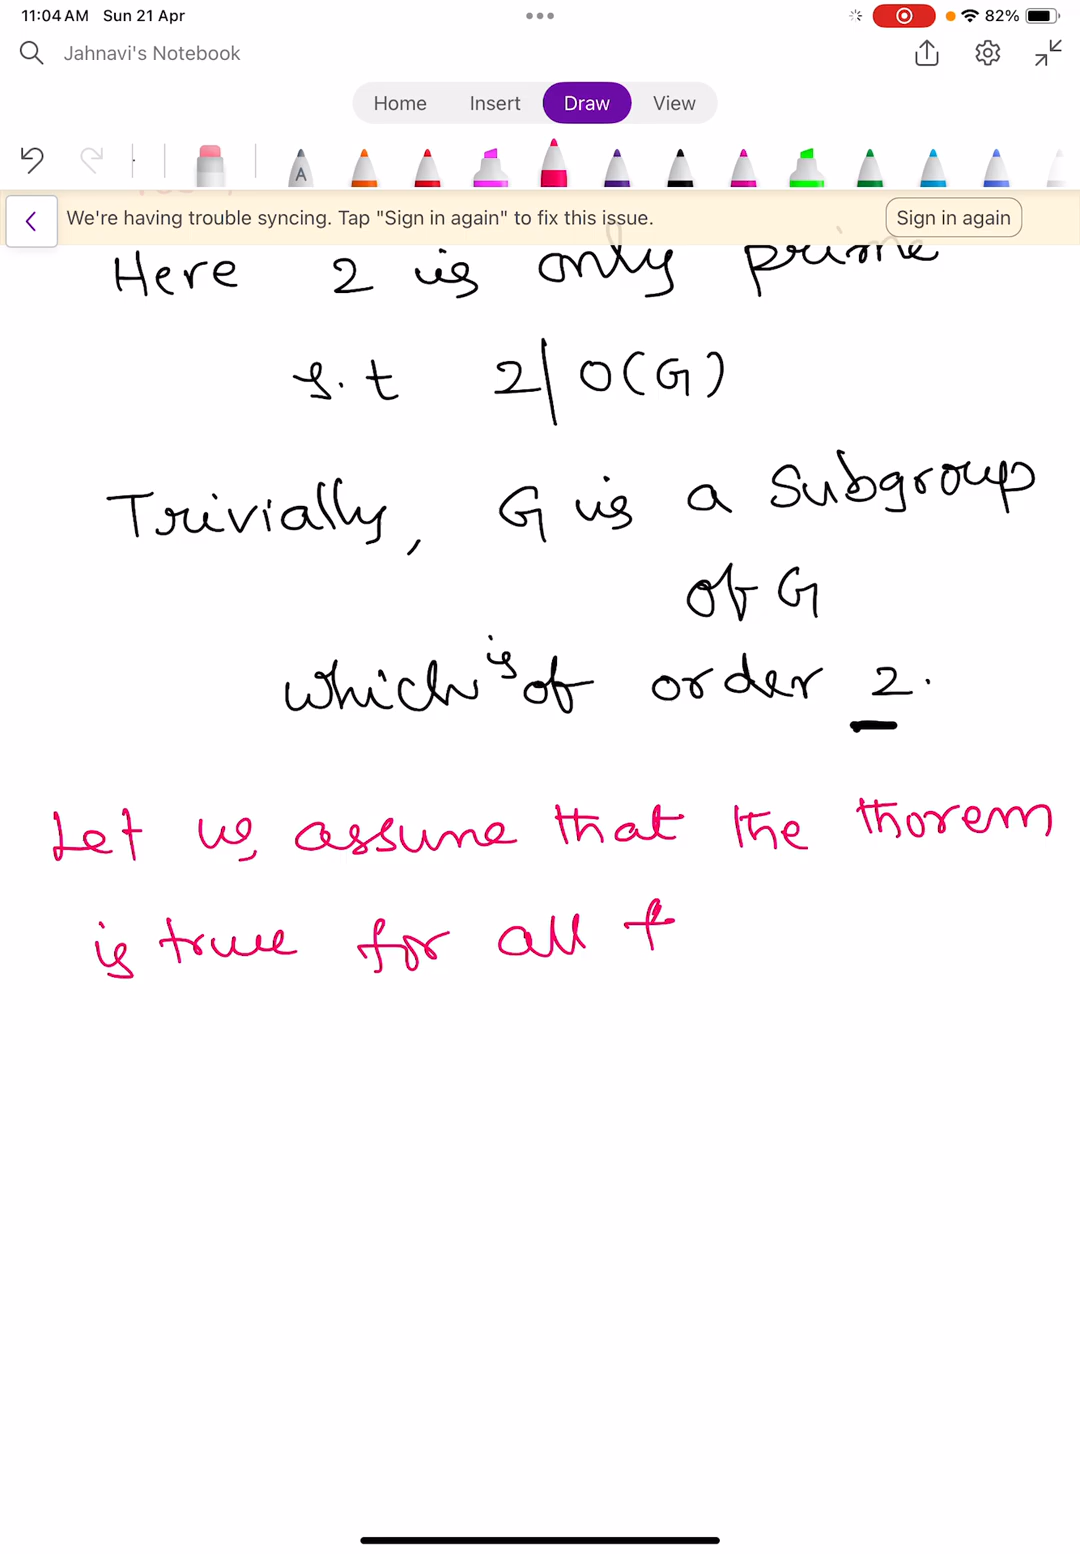 11:04 AM Sun 21 Apr 82%
Jahnavi's Notebook
Home Insert Draw View
A
We're having trouble syncing. Tap "Sign in again" to fix this issue. Sign in again
Here 2 is only prime
s.t 2/O(G)
Trivially, G is a subgroup
of G
which is of order 2.
Let us assume that the thorem
is true for all f